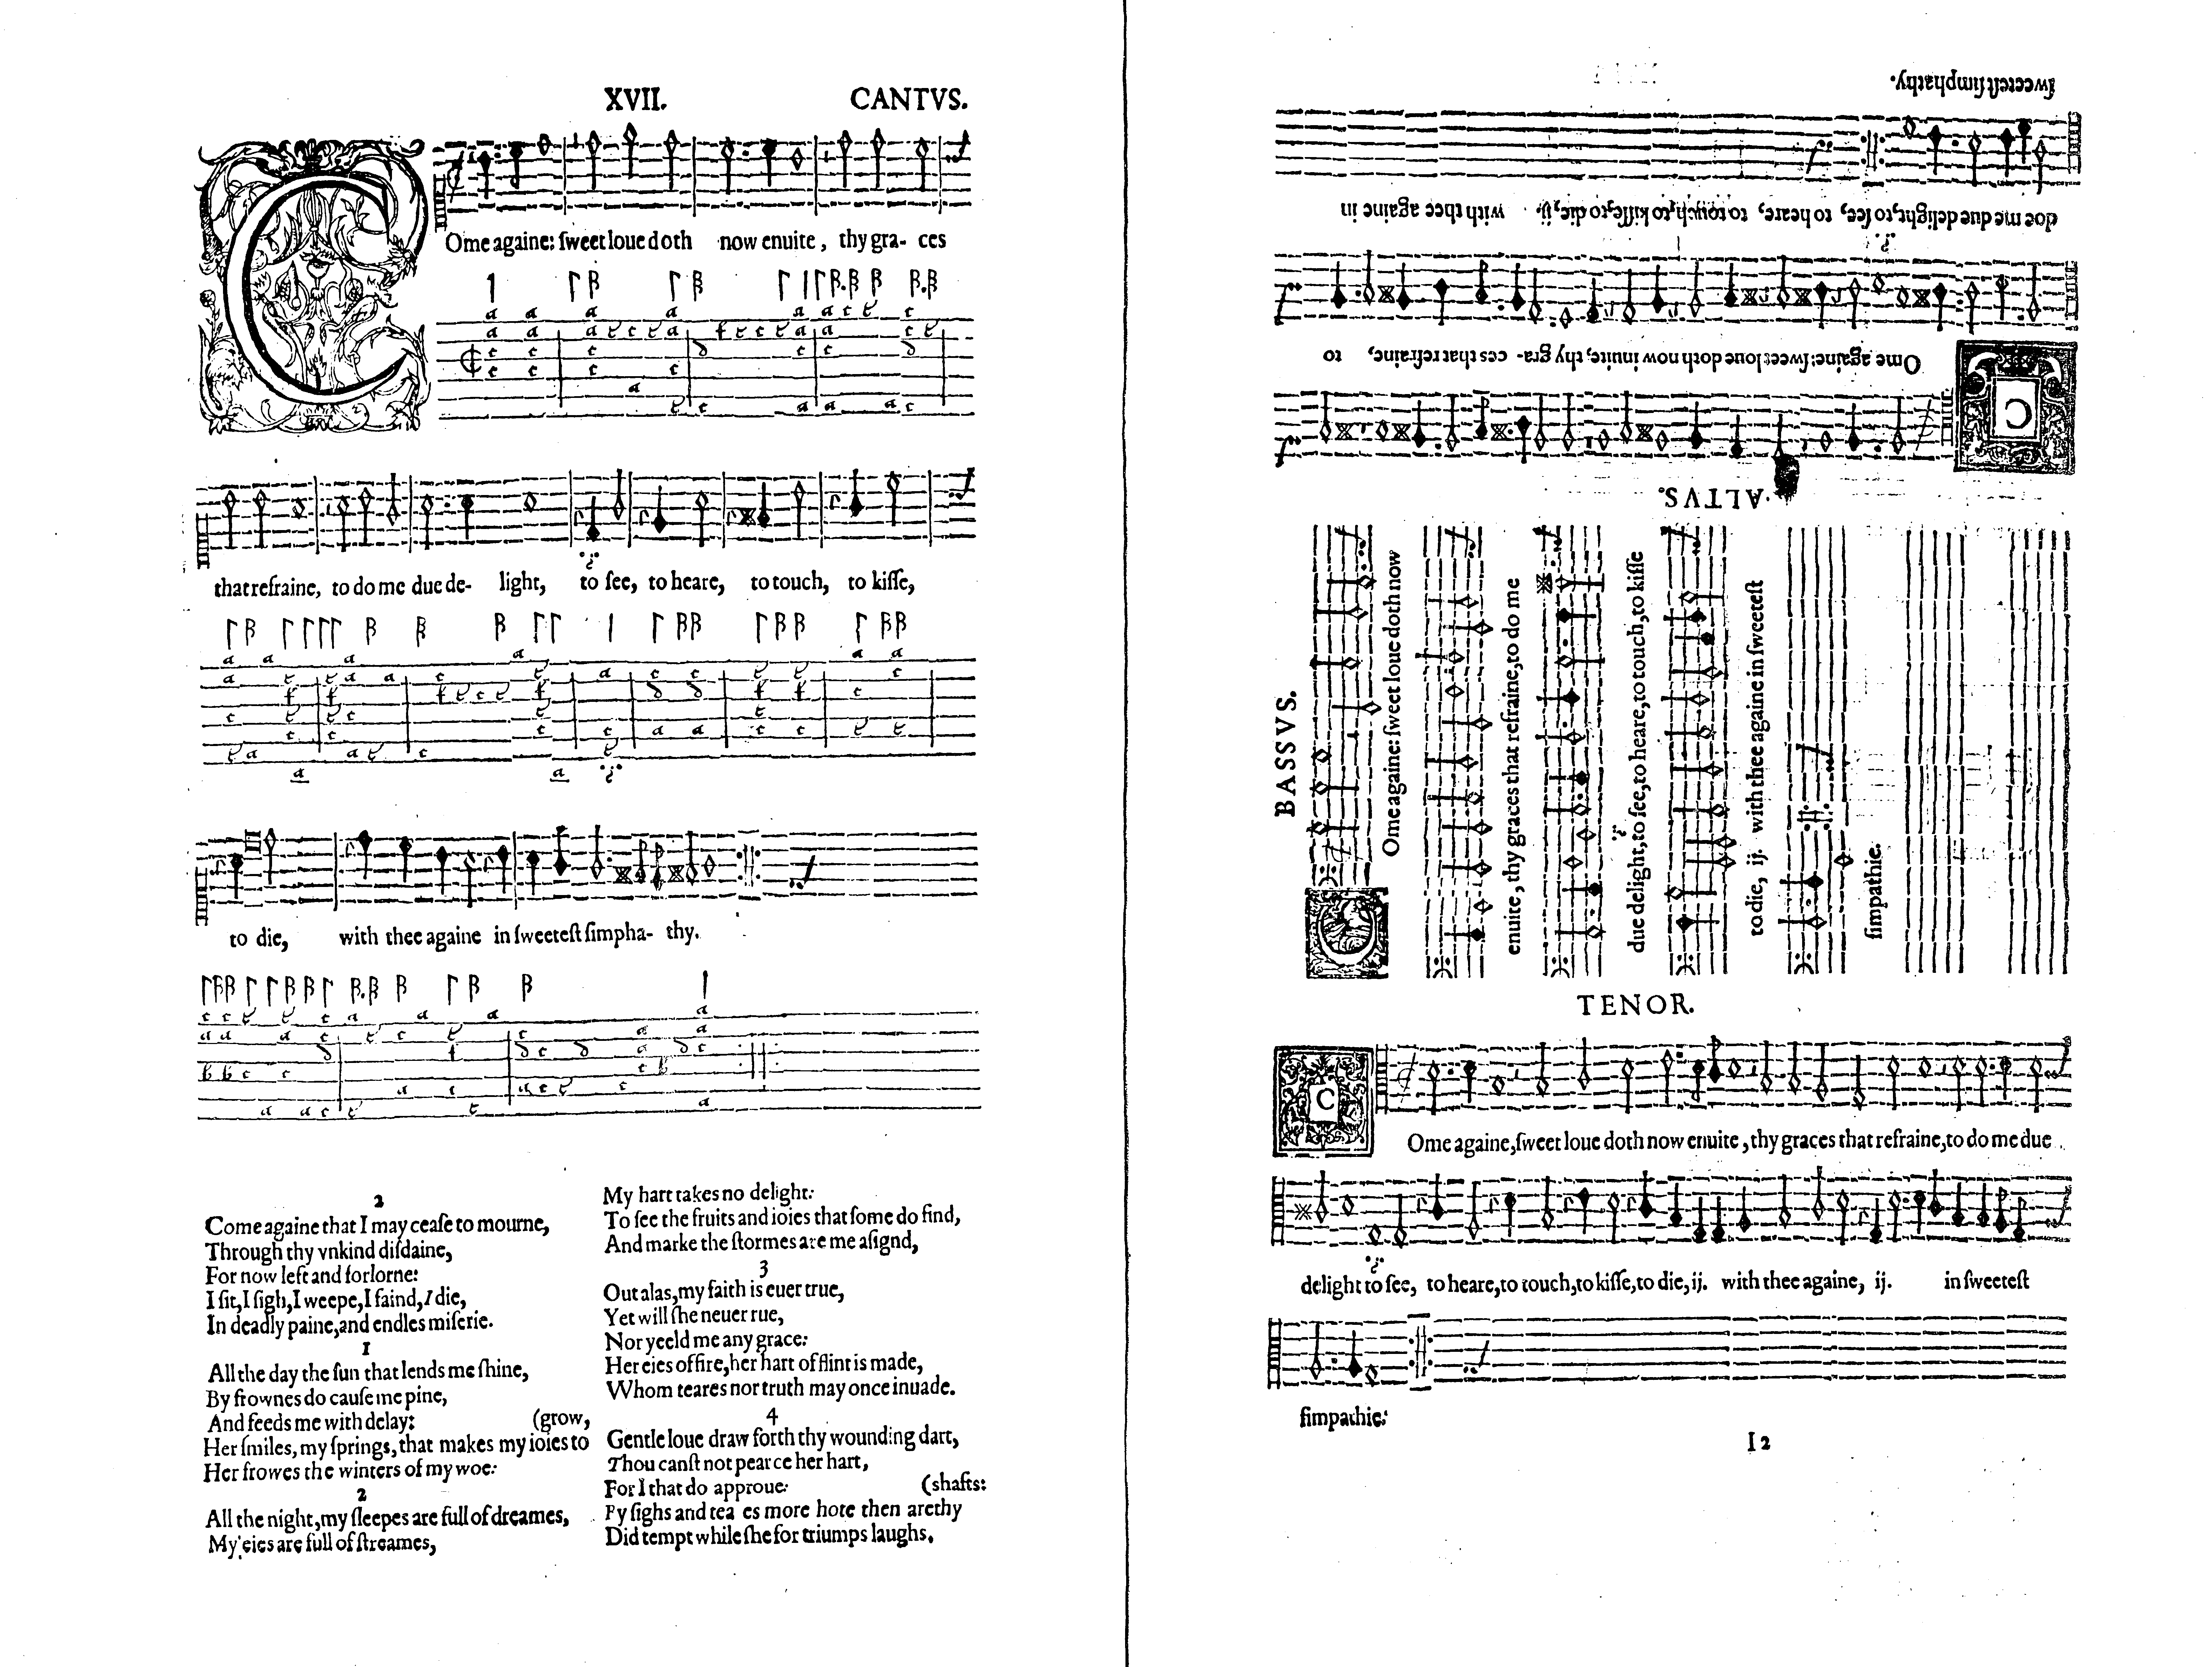 XVII. CANTVS.
COme againe: ſweet loue doth now enuite, thy gra- ces
that refraine, to do me due de- light, to ſee, to heare, to touch, to kiſſe,
to die, with thee againe in ſweeteſt ſimpha- thy.
2
Come againe that I may ceaſe to mourne,
Through thy vnkind diſdaine,
For now left and forlorne:
I ſit, I ſigh, I weepe, I faind, I die,
In deadly paine, and endles miſerie.
1
All the day the ſun that lends me ſhine,
By frownes do cauſe me pine,
And feeds me with delay:
Her ſmiles, my ſprings, that makes my ioies to (grow,
Her frowes the winters of my woe:
2
All the night, my ſleepes are full of dreames,
My eies are full of ſtreames,
My hart takes no delight:
To ſee the fruits and ioies that ſome do find,
And marke the ſtormes are me aſignd,
3
Out alas, my faith is euer true,
Yet will ſhe neuer rue,
Nor yeeld me any grace:
Her eies of fire, her hart of flint is made,
Whom teares nor truth may once inuade.
4
Gentle loue draw forth thy wounding dart,
Thou canſt not pearce her hart,
For I that do approue:
By ſighs and tea es more hote then are thy (shafts:
Did tempt while ſhe for triumps laughs.
ALTVS.
COme againe: ſweet loue doth now inuite, thy gra- ces that refraine, to
doe me due delight, to ſee, to heare, to touch, to kiſſe, to die, ij. with thee againe in
ſweeteſt ſimphathy.
BASSVS.
COme againe: ſweet loue doth now
enuite, thy graces that refraine, to do me
due delight, to ſee, to heare, to touch, to kiſſe
to die, ij. with thee againe in ſweeteſt
ſimpathie.
TENOR.
COme againe, ſweet loue doth now enuite, thy graces that refraine, to do me due
delight to ſee, to heare, to touch, to kiſſe, to die, ij. with thee againe, ij. in ſweeteſt
ſimpathie:
I 2